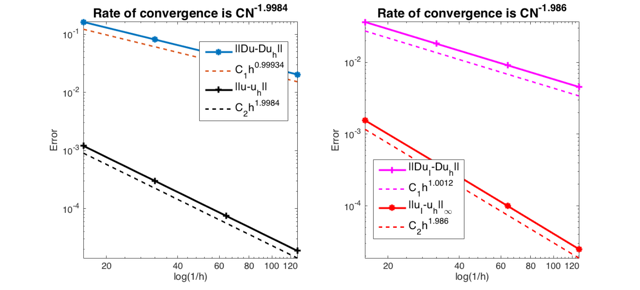 Rate of convergence is CN^-1.9984
10^-1
10^-2
10^-3
10^-4
Error
20
40
60
80
100 120
log(1/h)
||Du-Du_h||
C_1h^0.99934
||u-u_h||
C_2h^1.9984
Rate of convergence is CN^-1.986
10^-2
10^-3
10^-4
Error
20
40
60
80
100 120
log(1/h)
||Du_I-Du_h||
C_1h^1.0012
||u_I-u_h||_∞
C_2h^1.986